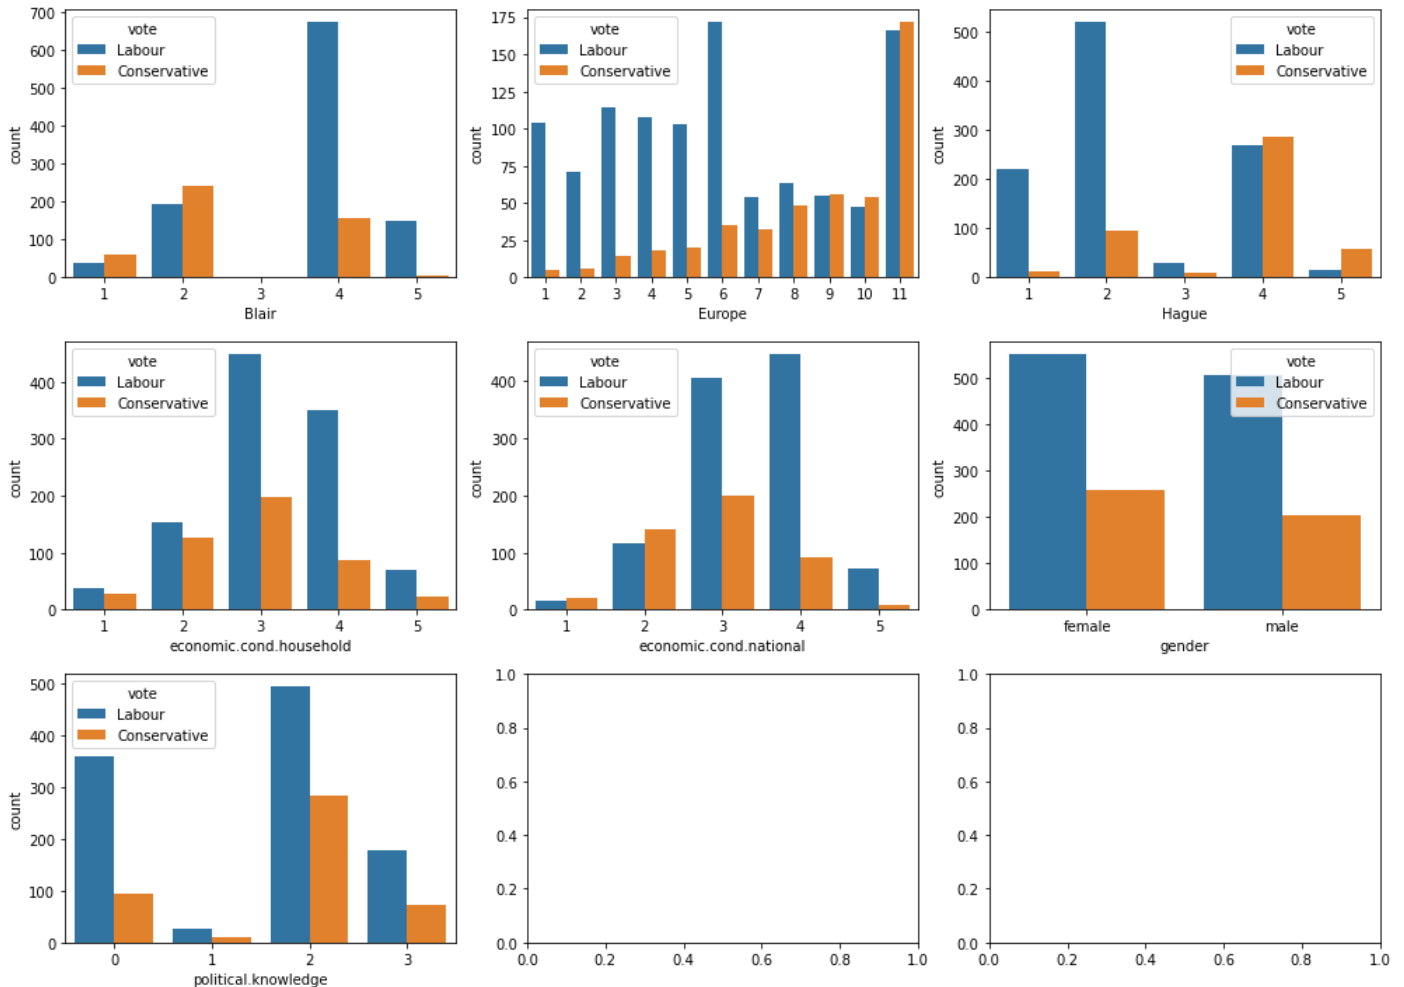 700
600
500
400
300
200
100
0
count
vote
Labour
Conservative
1 2 3 4 5
Blair
175
150
125
100
75
50
25
0
count
vote
Labour
Conservative
1 2 3 4 5 6 7 8 9 10 11
Europe
500
400
300
200
100
0
count
vote
Labour
Conservative
1 2 3 4 5
Hague
400
300
200
100
0
count
vote
Labour
Conservative
1 2 3 4 5
economic.cond.household
400
300
200
100
0
count
vote
Labour
Conservative
1 2 3 4 5
economic.cond.national
500
400
300
200
100
0
count
vote
Labour
Conservative
female male
gender
500
400
300
200
100
0
count
vote
Labour
Conservative
0 1 2 3
political.knowledge
1.0
0.8
0.6
0.4
0.2
0.0
0.0 0.2 0.4 0.6 0.8 1.0
1.0
0.8
0.6
0.4
0.2
0.0
0.0 0.2 0.4 0.6 0.8 1.0